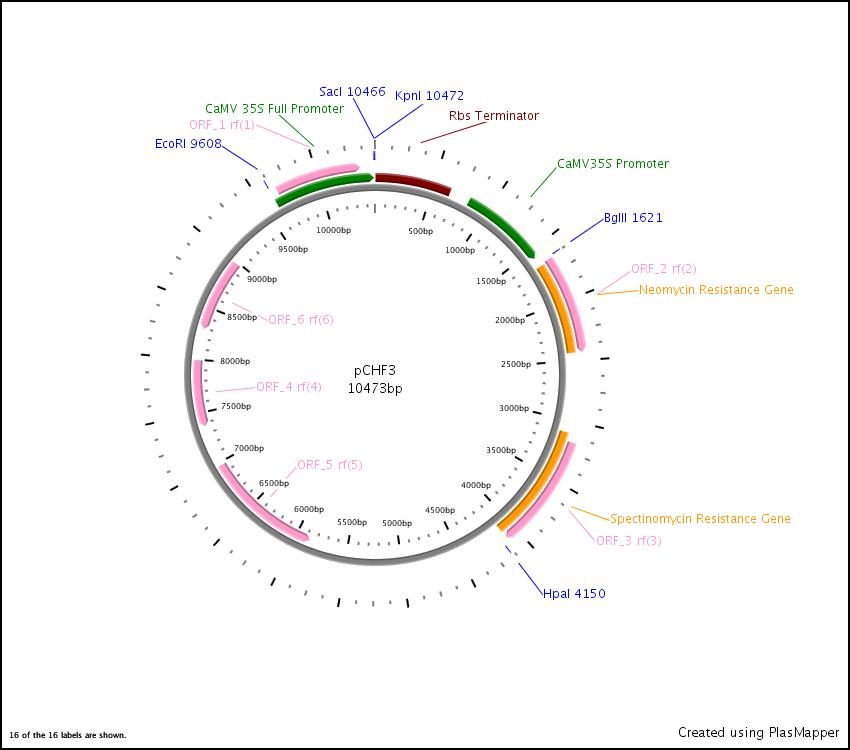 SacI 10466
KpnI 10472
CaMV 35S Full Promoter
Rbs Terminator
ORF_1 rf(1)
EcoRI 9608
CaMV35S Promoter
BglII 1621
ORF_2 rf(2)
Neomycin Resistance Gene
10000bp
500bp
9500bp
1000bp
9000bp
1500bp
8500bp
ORF_6 rf(6)
2000bp
8000bp
pCHF3
10473bp
2500bp
ORF_4 rf(4)
7500bp
3000bp
7000bp
3500bp
ORF_5 rf(5)
6500bp
4000bp
6000bp
5500bp
5000bp
4500bp
Spectinomycin Resistance Gene
ORF_3 rf(3)
HpaI 4150
16 of the 16 labels are shown.
Created using PlasMapper